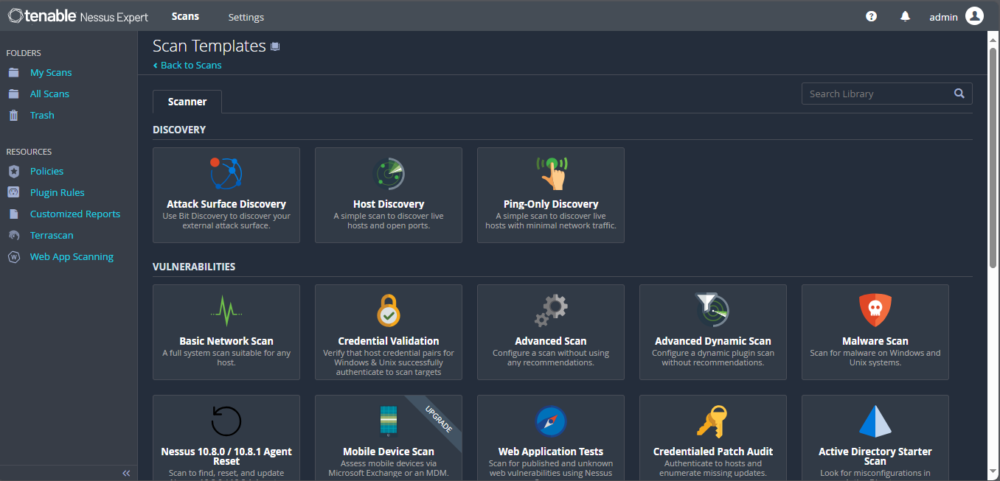 tenable Nessus Expert
Scans
Settings
?
admin
FOLDERS
My Scans
All Scans
Trash
RESOURCES
Policies
Plugin Rules
Customized Reports
Terrascan
W
Web App Scanning
Scan Templates
‹ Back to Scans
Scanner
Search Library
DISCOVERY
Attack Surface Discovery
Use Bit Discovery to discover your
external attack surface.
Host Discovery
A simple scan to discover live
hosts and open ports.
Ping-Only Discovery
A simple scan to discover live
hosts with minimal network traffic.
VULNERABILITIES
Basic Network Scan
A full system scan suitable for any
host.
Credential Validation
Verify that host credential pairs for
Windows & Unix successfully
authenticate to scan targets
Advanced Scan
Configure a scan without using
any recommendations.
Advanced Dynamic Scan
Configure a dynamic plugin scan
without recommendations.
Malware Scan
Scan for malware on Windows and
Unix systems.
Nessus 10.8.0 / 10.8.1 Agent
Reset
Scan to find, reset, and update
UPGRADE
Mobile Device Scan
Assess mobile devices via
Microsoft Exchange or an MDM.
Web Application Tests
Scan for published and unknown
web vulnerabilities using Nessus
Credentialed Patch Audit
Authenticate to hosts and
enumerate missing updates.
Active Directory Starter
Scan
Look for misconfigurations in